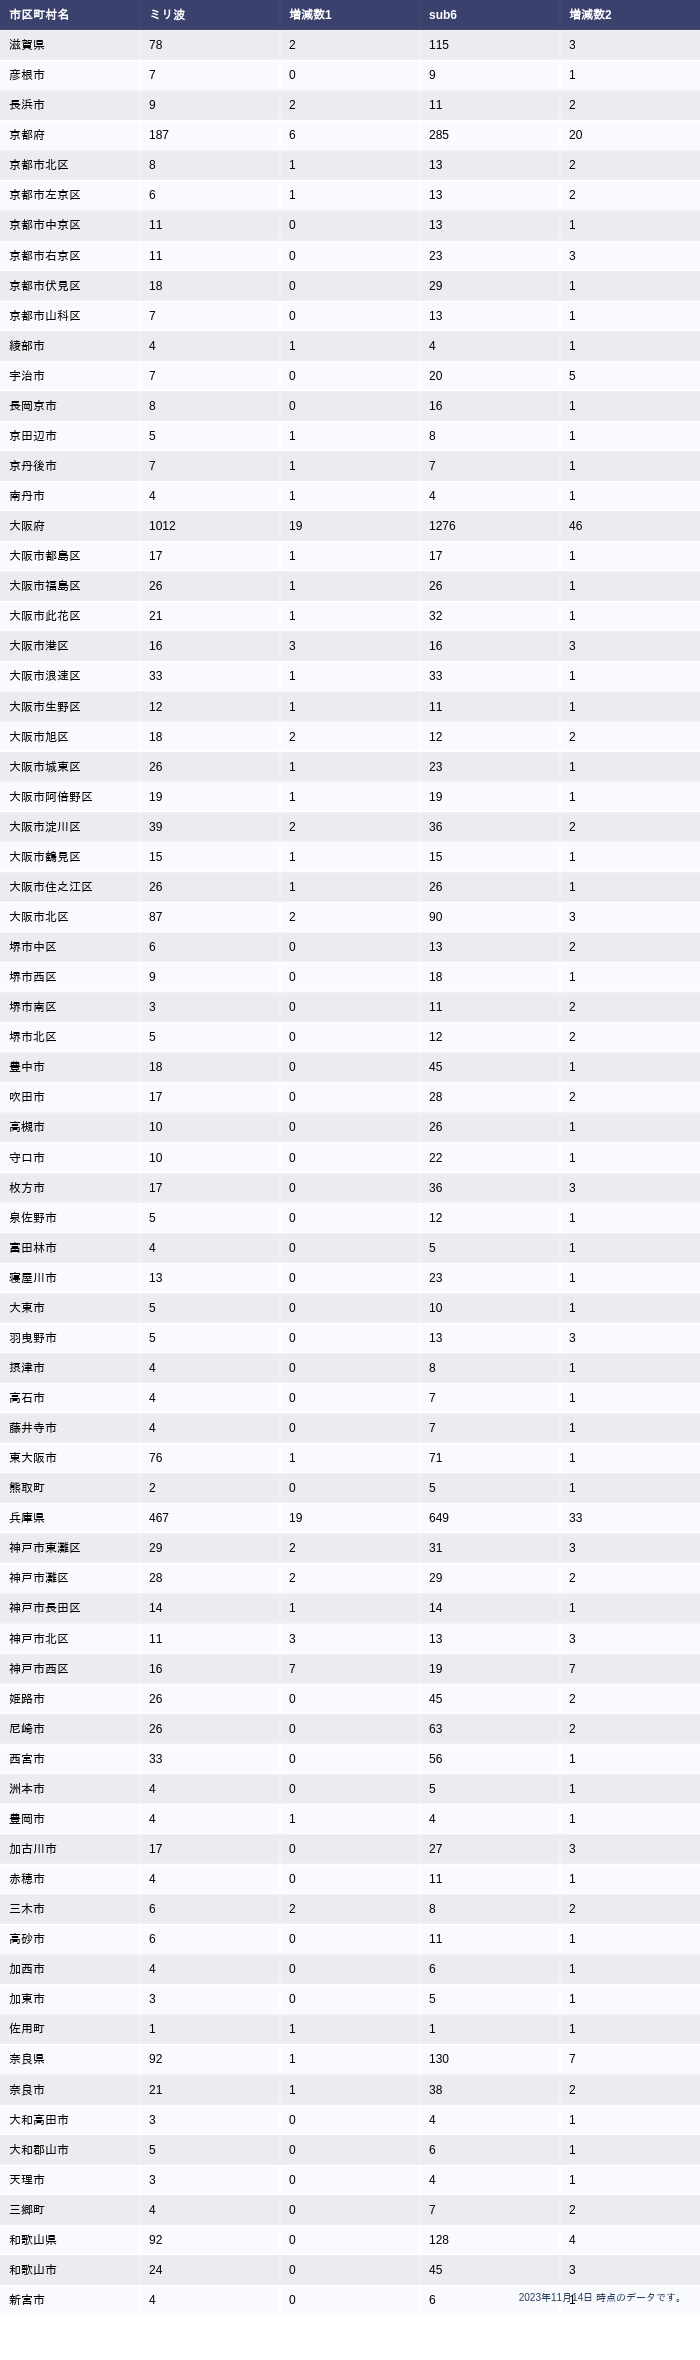 市区町村名 ミリ波 増減数1 sub6 増減数2
滋賀県 78 2 115 3
彦根市 7 0 9 1
長浜市 9 2 11 2
京都府 187 6 285 20
京都市北区 8 1 13 2
京都市左京区 6 1 13 2
京都市中京区 11 0 13 1
京都市右京区 11 0 23 3
京都市伏見区 18 0 29 1
京都市山科区 7 0 13 1
綾部市 4 1 4 1
宇治市 7 0 20 5
長岡京市 8 0 16 1
京田辺市 5 1 8 1
京丹後市 7 1 7 1
南丹市 4 1 4 1
大阪府 1012 19 1276 46
大阪市都島区 17 1 17 1
大阪市福島区 26 1 26 1
大阪市此花区 21 1 32 1
大阪市港区 16 3 16 3
大阪市浪速区 33 1 33 1
大阪市生野区 12 1 11 1
大阪市旭区 18 2 12 2
大阪市城東区 26 1 23 1
大阪市阿倍野区 19 1 19 1
大阪市淀川区 39 2 36 2
大阪市鶴見区 15 1 15 1
大阪市住之江区 26 1 26 1
大阪市北区 87 2 90 3
堺市中区 6 0 13 2
堺市西区 9 0 18 1
堺市南区 3 0 11 2
堺市北区 5 0 12 2
豊中市 18 0 45 1
吹田市 17 0 28 2
高槻市 10 0 26 1
守口市 10 0 22 1
枚方市 17 0 36 3
泉佐野市 5 0 12 1
富田林市 4 0 5 1
寝屋川市 13 0 23 1
大東市 5 0 10 1
羽曳野市 5 0 13 3
摂津市 4 0 8 1
高石市 4 0 7 1
藤井寺市 4 0 7 1
東大阪市 76 1 71 1
熊取町 2 0 5 1
兵庫県 467 19 649 33
神戸市東灘区 29 2 31 3
神戸市灘区 28 2 29 2
神戸市長田区 14 1 14 1
神戸市北区 11 3 13 3
神戸市西区 16 7 19 7
姫路市 26 0 45 2
尼崎市 26 0 63 2
西宮市 33 0 56 1
洲本市 4 0 5 1
豊岡市 4 1 4 1
加古川市 17 0 27 3
赤穂市 4 0 11 1
三木市 6 2 8 2
高砂市 6 0 11 1
加西市 4 0 6 1
加東市 3 0 5 1
佐用町 1 1 1 1
奈良県 92 1 130 7
奈良市 21 1 38 2
大和高田市 3 0 4 1
大和郡山市 5 0 6 1
天理市 3 0 4 1
三郷町 4 0 7 2
和歌山県 92 0 128 4
和歌山市 24 0 45 3
新宮市 4 0 6 1
2023年11月14日 時点のデータです。